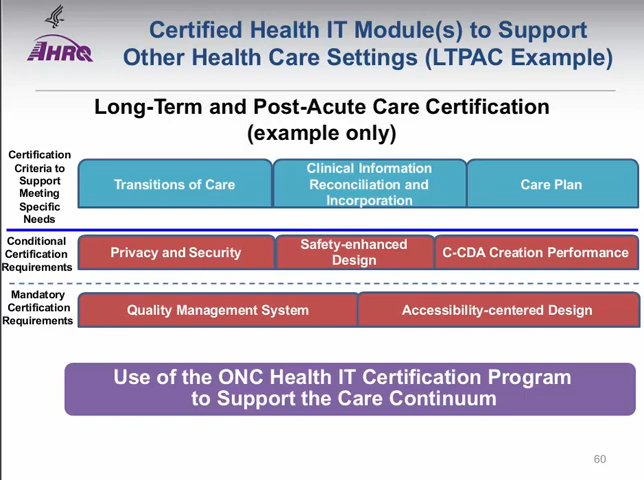 AHRQ
Certified Health IT Module(s) to Support
Other Health Care Settings (LTPAC Example)
Long-Term and Post-Acute Care Certification
(example only)
Certification
Criteria to
Support
Meeting
Specific
Needs
Transitions of Care
Clinical Information
Reconciliation and
Incorporation
Care Plan
Conditional
Certification
Requirements
Privacy and Security
Safety-enhanced
Design
C-CDA Creation Performance
Mandatory
Certification
Requirements
Quality Management System
Accessibility-centered Design
Use of the ONC Health IT Certification Program
to Support the Care Continuum
60